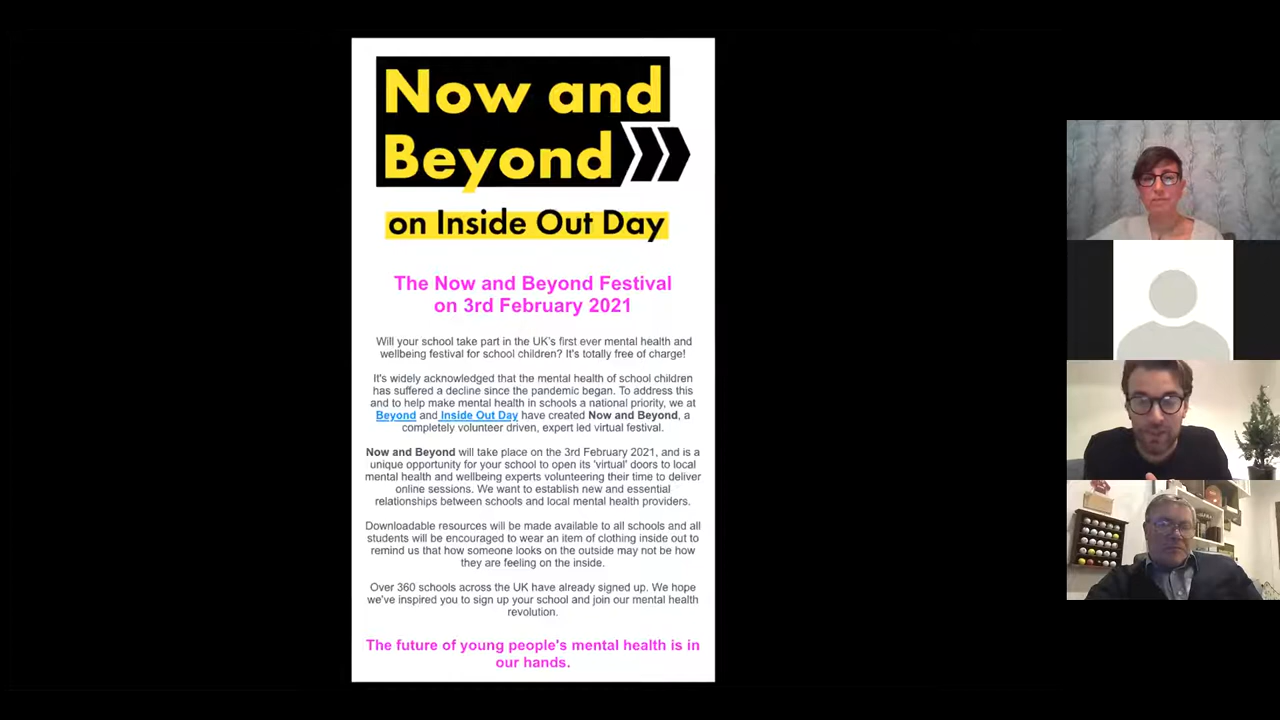 Now and
Beyond
on Inside Out Day
The Now and Beyond Festival
on 3rd February 2021
Will your school take part in the UK's first ever mental health and
wellbeing festival for school children? It's totally free of charge!
It's widely acknowledged that the mental health of school children
has suffered a decline since the pandemic began. To address this
and to help make mental health in schools a national priority, we at
Beyond and Inside Out Day have created Now and Beyond, a
completely volunteer driven, expert led virtual festival.
Now and Beyond will take place on the 3rd February 2021, and is a
unique opportunity for your school to open its 'virtual' doors to local
mental health and wellbeing experts volunteering their time to deliver
online sessions. We want to establish new and essential
relationships between schools and local mental health providers.
Downloadable resources will be made available to all schools and all
students will be encouraged to wear an item of clothing inside out to
remind us that how someone looks on the outside may not be how
they are feeling on the inside.
Over 360 schools across the UK have already signed up. We hope
we've inspired you to sign up your school and join our mental health
revolution.
The future of young people's mental health is in
our hands.